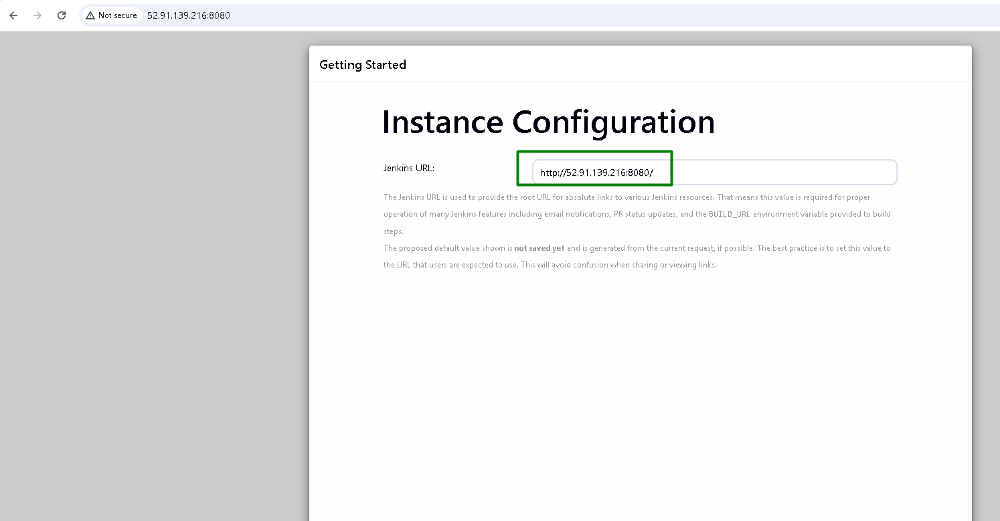 Not secure 52.91.139.216:8080
Getting Started
Instance Configuration
Jenkins URL: http://52.91.139.216:8080/
The Jenkins URL is used to provide the root URL for absolute links to various Jenkins resources. That means this value is required for proper
operation of many Jenkins features including email notifications, PR status updates, and the BUILD_URL environment variable provided to build
steps.
The proposed default value shown is not saved yet and is generated from the current request, if possible. The best practice is to set this value to
the URL that users are expected to use. This will avoid confusion when sharing or viewing links.